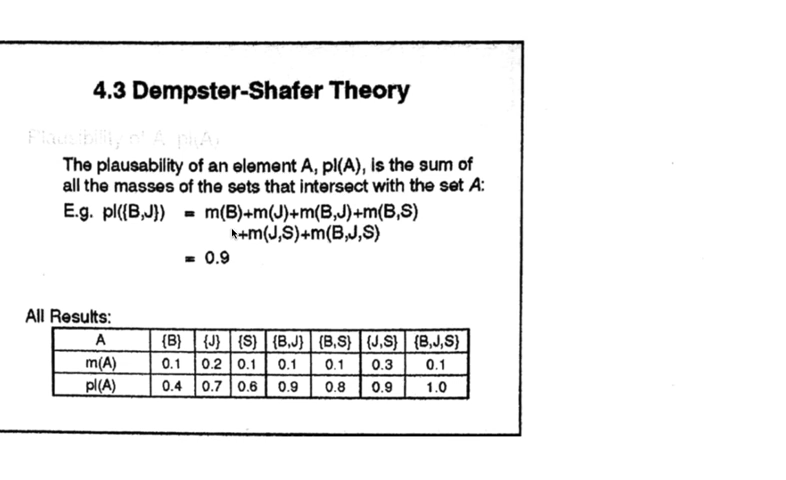 4.3 Dempster-Shafer Theory
Plausibility of A, pl(A)
The plausability of an element A, pl(A), is the sum of
all the masses of the sets that intersect with the set A:
E.g. pl({B,J}) = m(B)+m(J)+m(B,J)+m(B,S)
+m(J,S)+m(B,J,S)
= 0.9
All Results:
A {B} {J} {S} {B,J} {B,S} {J,S} {B,J,S}
m(A) 0.1 0.2 0.1 0.1 0.1 0.3 0.1
pl(A) 0.4 0.7 0.6 0.9 0.8 0.9 1.0